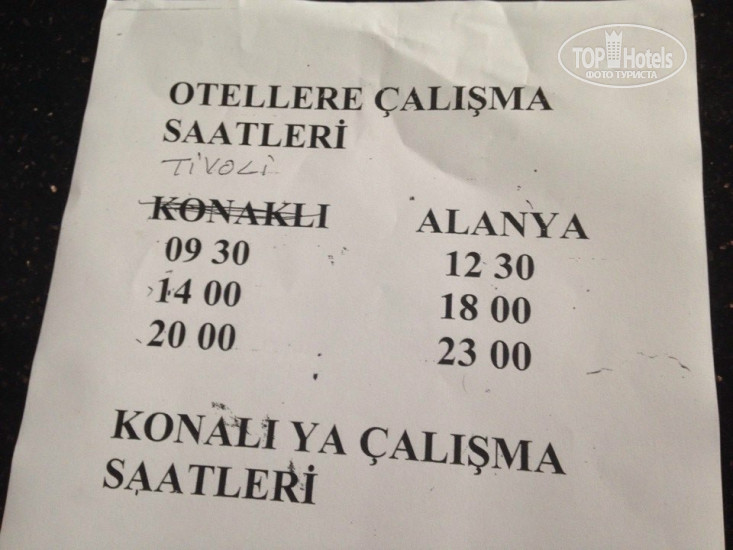 TOP Hotels
ФОТО ТУРИСТА
OTELLERE ÇALIŞMA
SAATLERİ
TİVOLİ
KONAKLI ALANYA
09 30 12 30
14 00 18 00
20 00 23 00
KONALI YA ÇALIŞMA
SAATLERİ